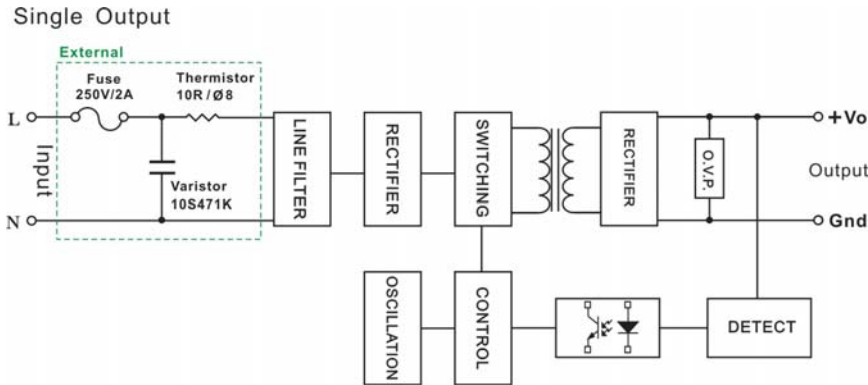 Single Output
External
Fuse
250V/2A
Thermistor
10R/Ø8
L
Input
N
Varistor
10S471K
LINE FILTER
RECTIFIER
SWITCHING
RECTIFIER
O.V.P.
+Vo
Output
Gnd
OSCILLATION
CONTROL
DETECT